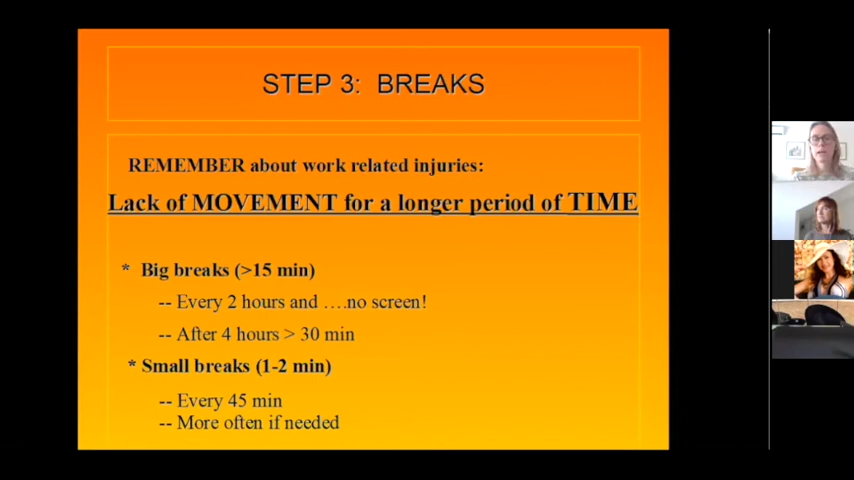 STEP 3: BREAKS
REMEMBER about work related injuries:
Lack of MOVEMENT for a longer period of TIME
* Big breaks (>15 min)
-- Every 2 hours and ….no screen!
-- After 4 hours > 30 min
* Small breaks (1-2 min)
-- Every 45 min
-- More often if needed